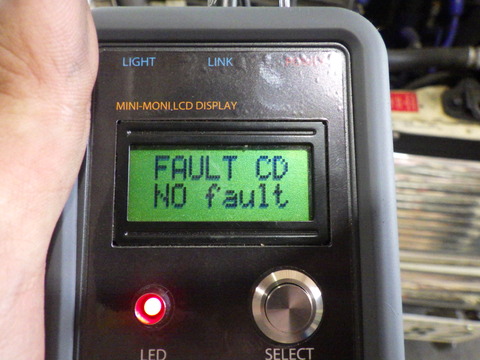 LIGHT LINK
MINI-MONI,LCD DISPLAY
FAULT CD
NO fault
LED SELECT